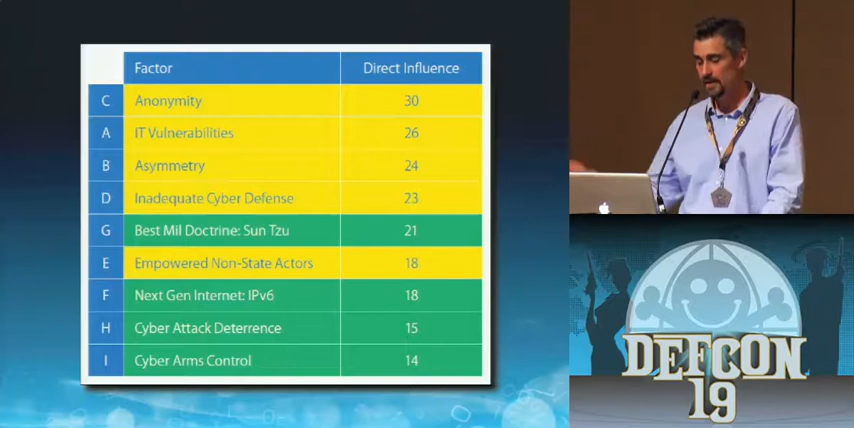 Factor Direct Influence
C Anonymity 30
A IT Vulnerabilities 26
B Asymmetry 24
D Inadequate Cyber Defense 23
G Best Mil Doctrine: Sun Tzu 21
E Empowered Non-State Actors 18
F Next Gen Internet: IPv6 18
H Cyber Attack Deterrence 15
I Cyber Arms Control 14
DEFCON
19